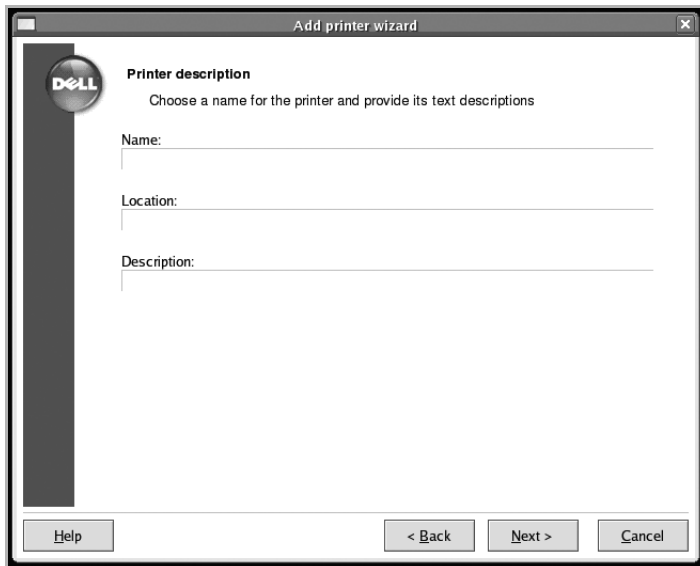 Add printer wizard
DELL
Printer description
Choose a name for the printer and provide its text descriptions
Name:
Location:
Description:
Help
< Back
Next >
Cancel